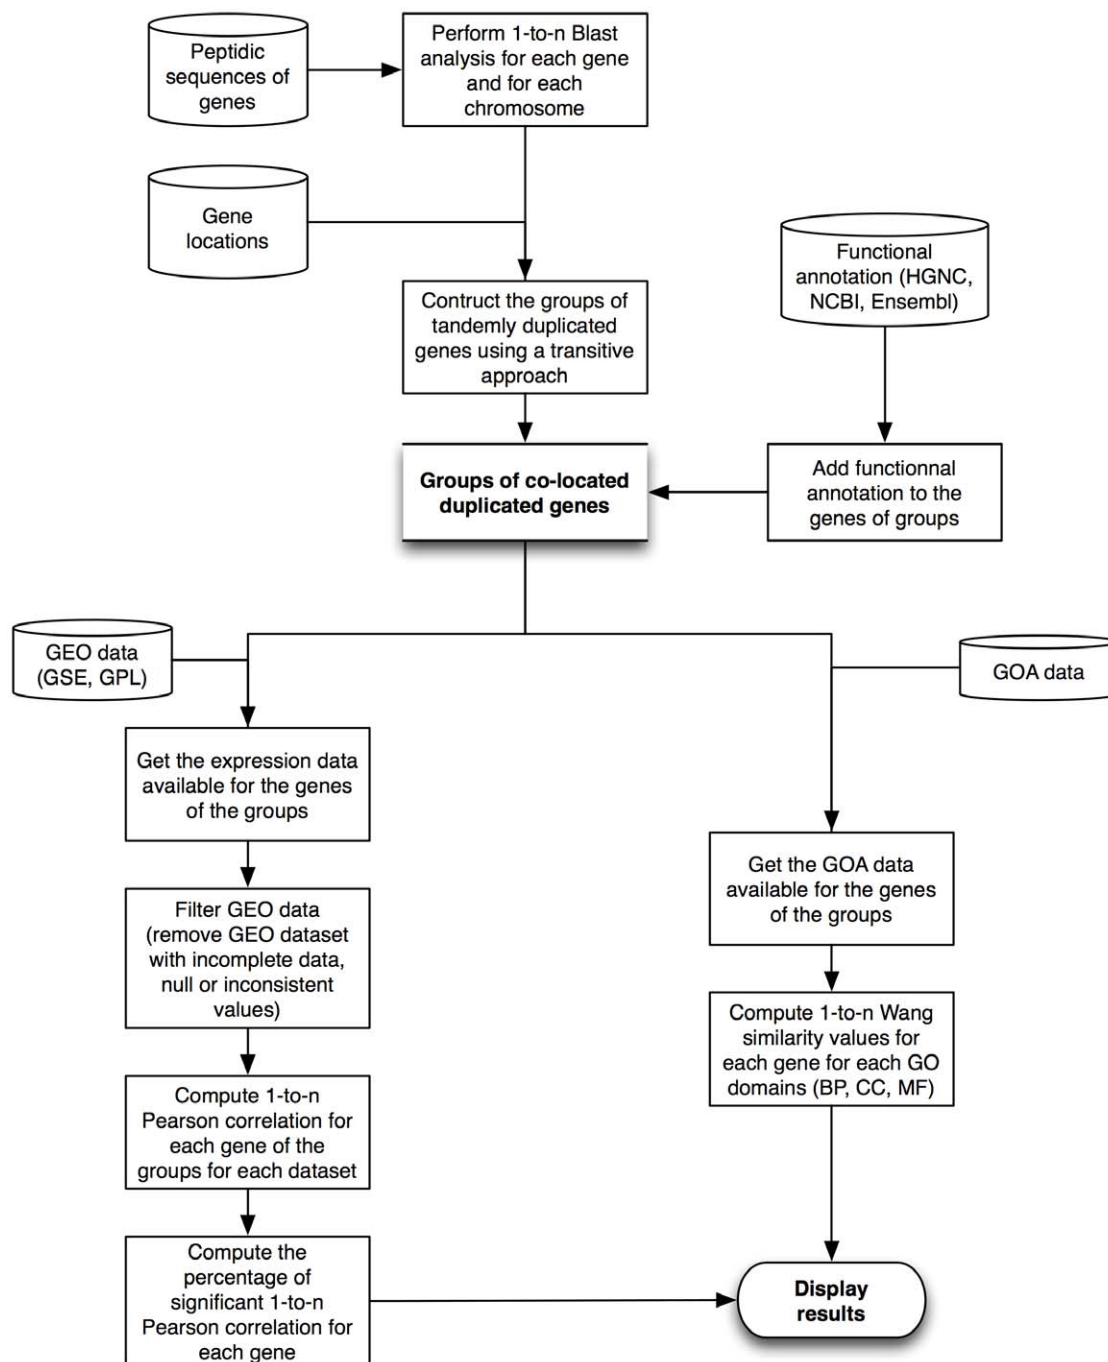 Peptidic
sequences of
genes
Perform 1-to-n Blast
analysis for each gene
and for each
chromosome
Gene
locations
Functional
annotation (HGNC,
NCBI, Ensembl)
Contruct the groups of
tandemly duplicated
genes using a transitive
approach
Groups of co-located
duplicated genes
Add functionnal
annotation to the
genes of groups
GEO data
(GSE, GPL)
GOA data
Get the expression data
available for the genes
of the groups
Get the GOA data
available for the genes
of the groups
Filter GEO data
(remove GEO dataset
with incomplete data,
null or inconsistent
values)
Compute 1-to-n Wang
similarity values for
each gene for each GO
domains (BP, CC, MF)
Compute 1-to-n
Pearson correlation for
each gene of the
groups for each dataset
Compute the
percentage of
significant 1-to-n
Pearson correlation for
each gene
Display
results